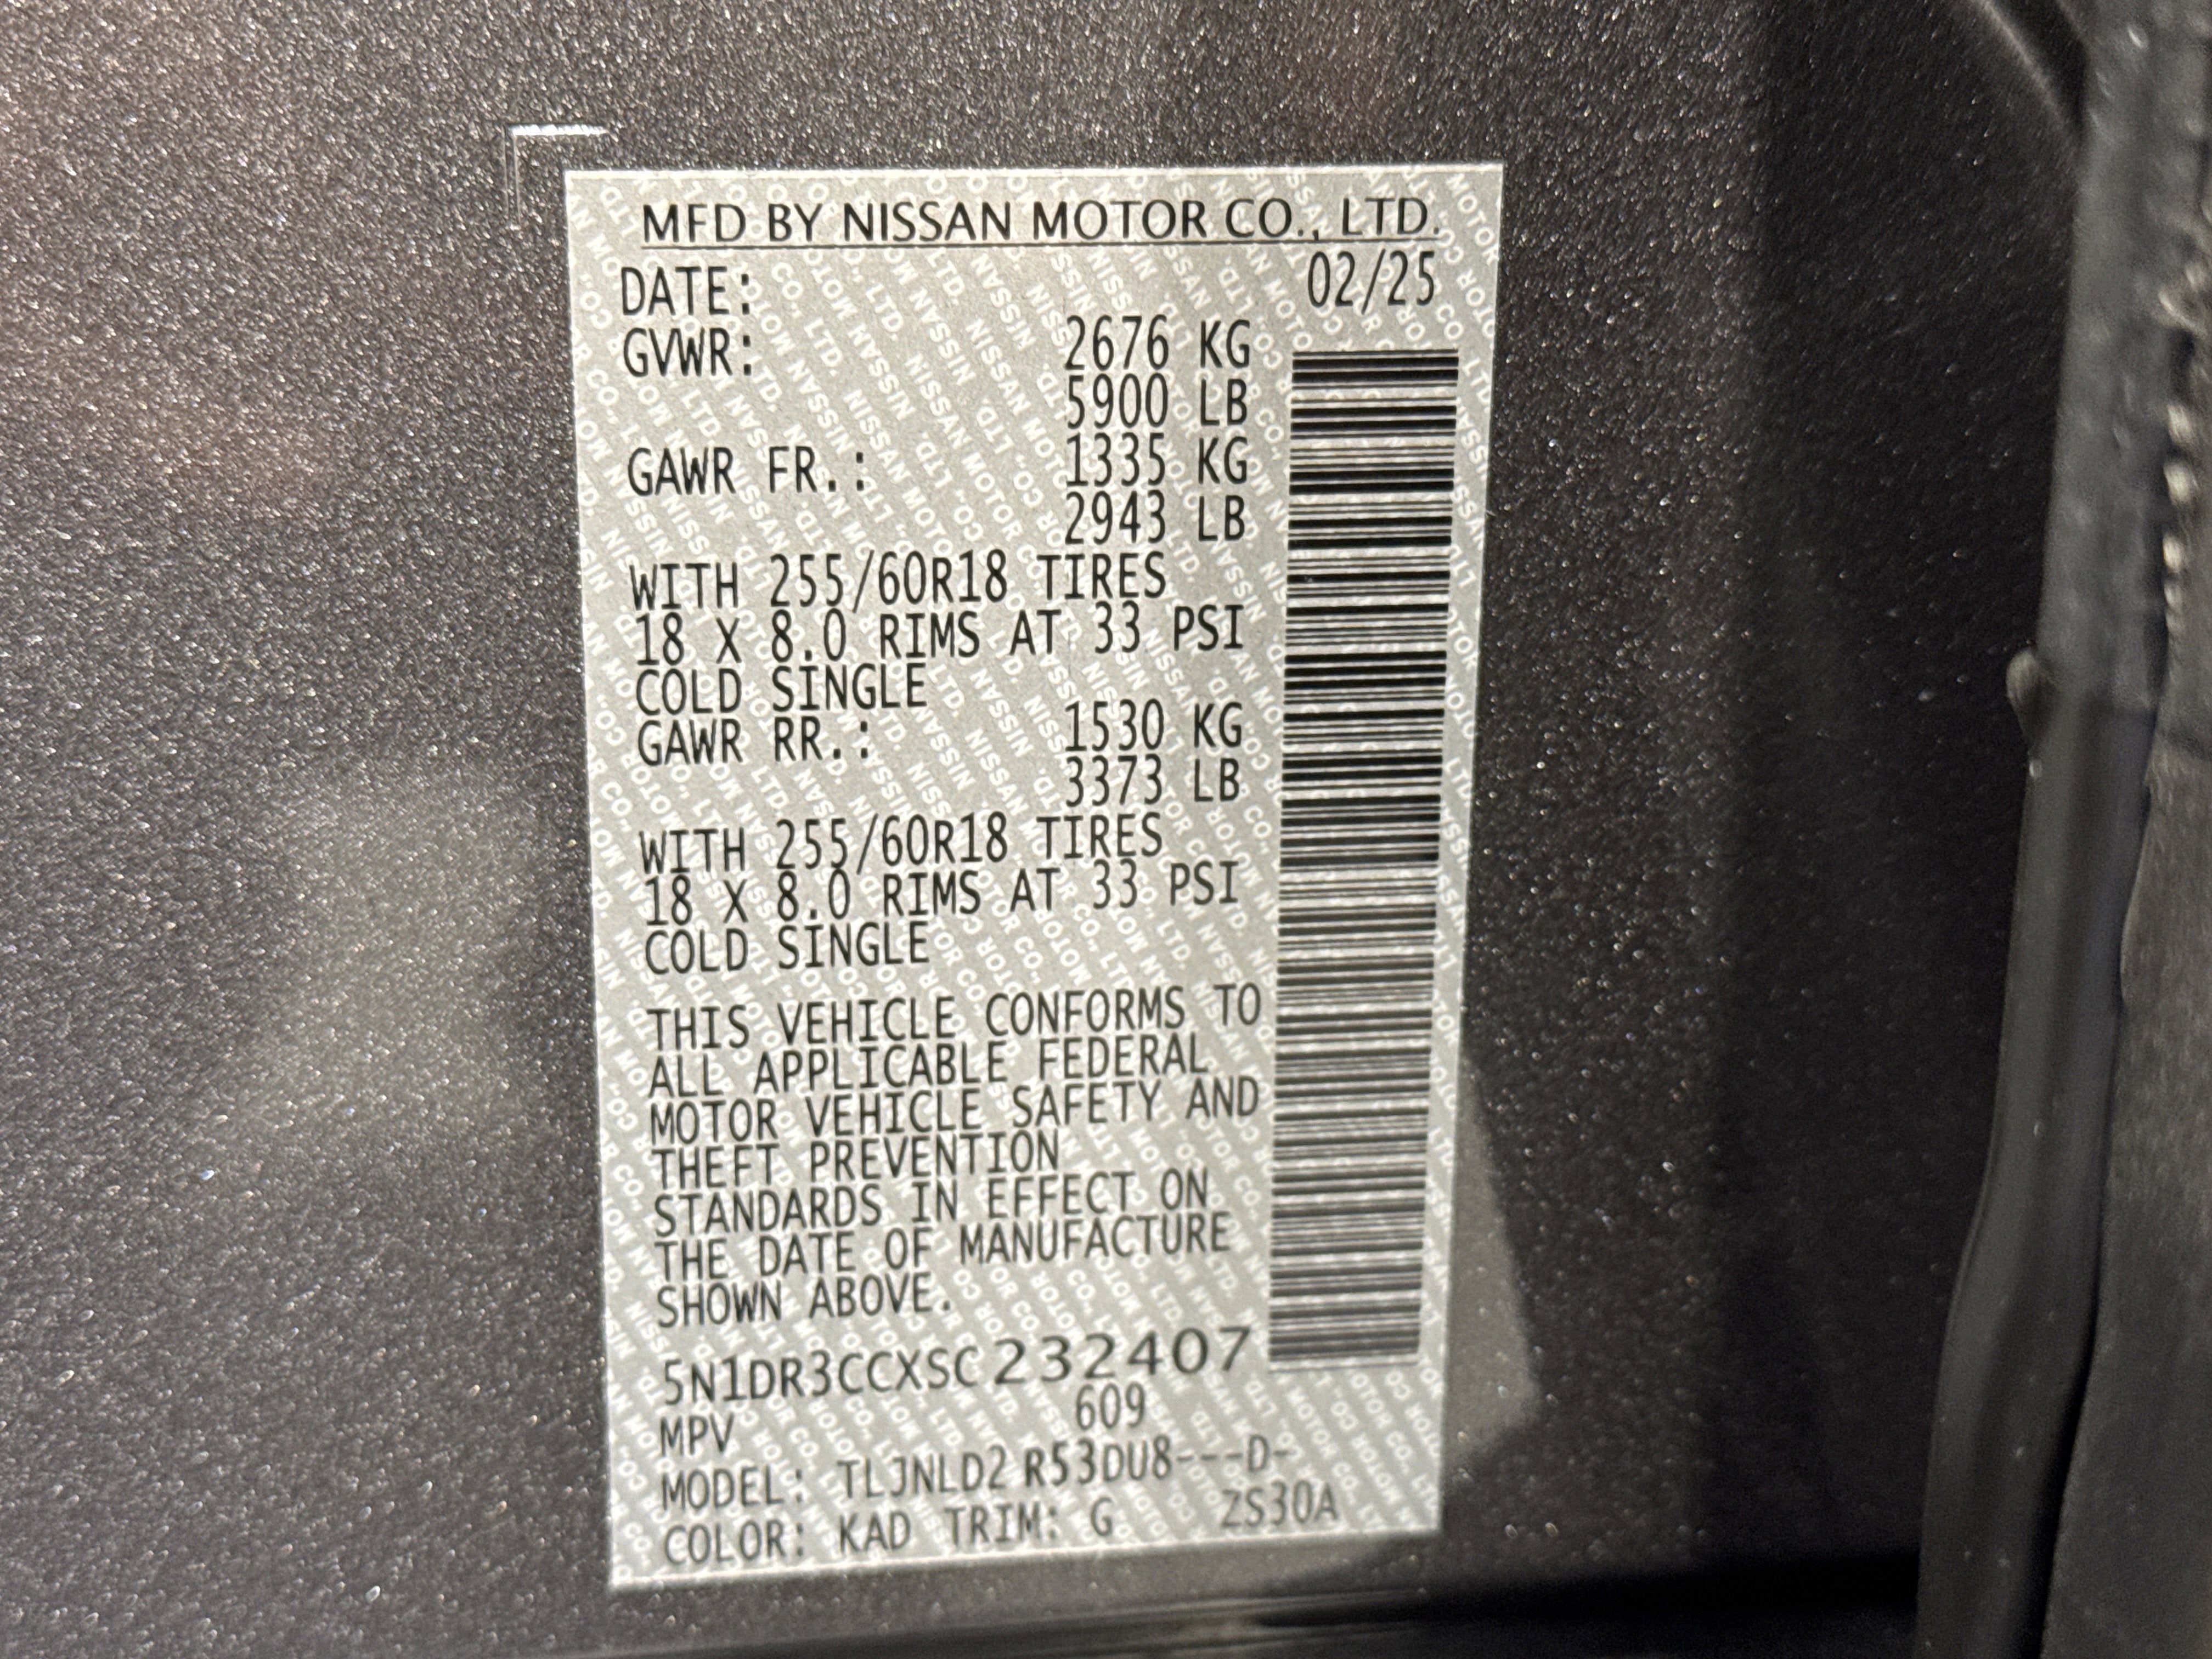 MFD BY NISSAN MOTOR CO., LTD.
DATE: 02/25
GVWR: 2676 KG
5900 LB
GAWR FR.: 1335 KG
2943 LB
WITH 255/60R18 TIRES
18 X 8.0 RIMS AT 33 PSI
COLD SINGLE
GAWR RR.: 1530 KG
3373 LB
WITH 255/60R18 TIRES
18 X 8.0 RIMS AT 33 PSI
COLD SINGLE
THIS VEHICLE CONFORMS TO
ALL APPLICABLE FEDERAL
MOTOR VEHICLE SAFETY AND
THEFT PREVENTION
STANDARDS IN EFFECT ON
THE DATE OF MANUFACTURE
SHOWN ABOVE.
5N1DR3CCXSC232407
MPV 609
MODEL: TLJNLD2 R53DU8---D-
COLOR: KAD TRIM: G ZS30A